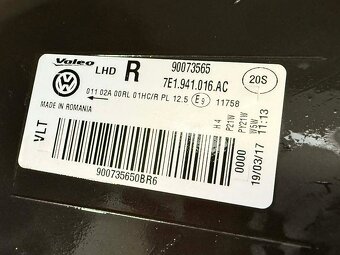 Valeo LHD R 90073565
7E1.941.016.AC
20S
011 02A 00RL 01HC/R PL 12.5 E9 11758
MADE IN ROMANIA
VLT
900735650BR6
H4
P21W
PY21W
W5W
0000
19/03/17 11:13